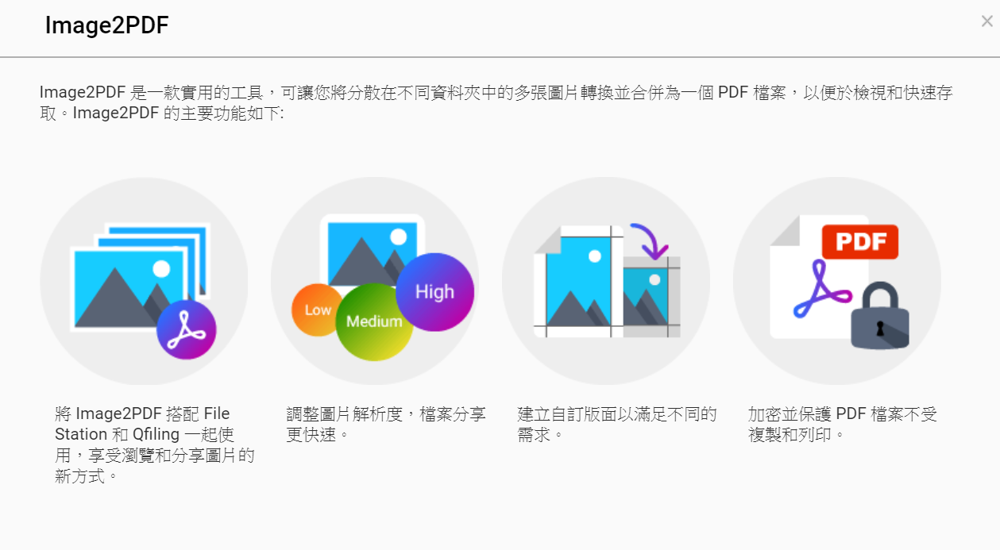 Image2PDF
Image2PDF 是一款實用的工具，可讓您將分散在不同資料夾中的多張圖片轉換並合併為一個 PDF 檔案，以便於檢視和快速存
取。Image2PDF 的主要功能如下:
Low
Medium
High
PDF
將 Image2PDF 搭配 File
Station 和 Qfiling 一起使
用，享受瀏覽和分享圖片的
新方式。
調整圖片解析度，檔案分享
更快速。
建立自訂版面以滿足不同的
需求。
加密並保護 PDF 檔案不受
複製和列印。